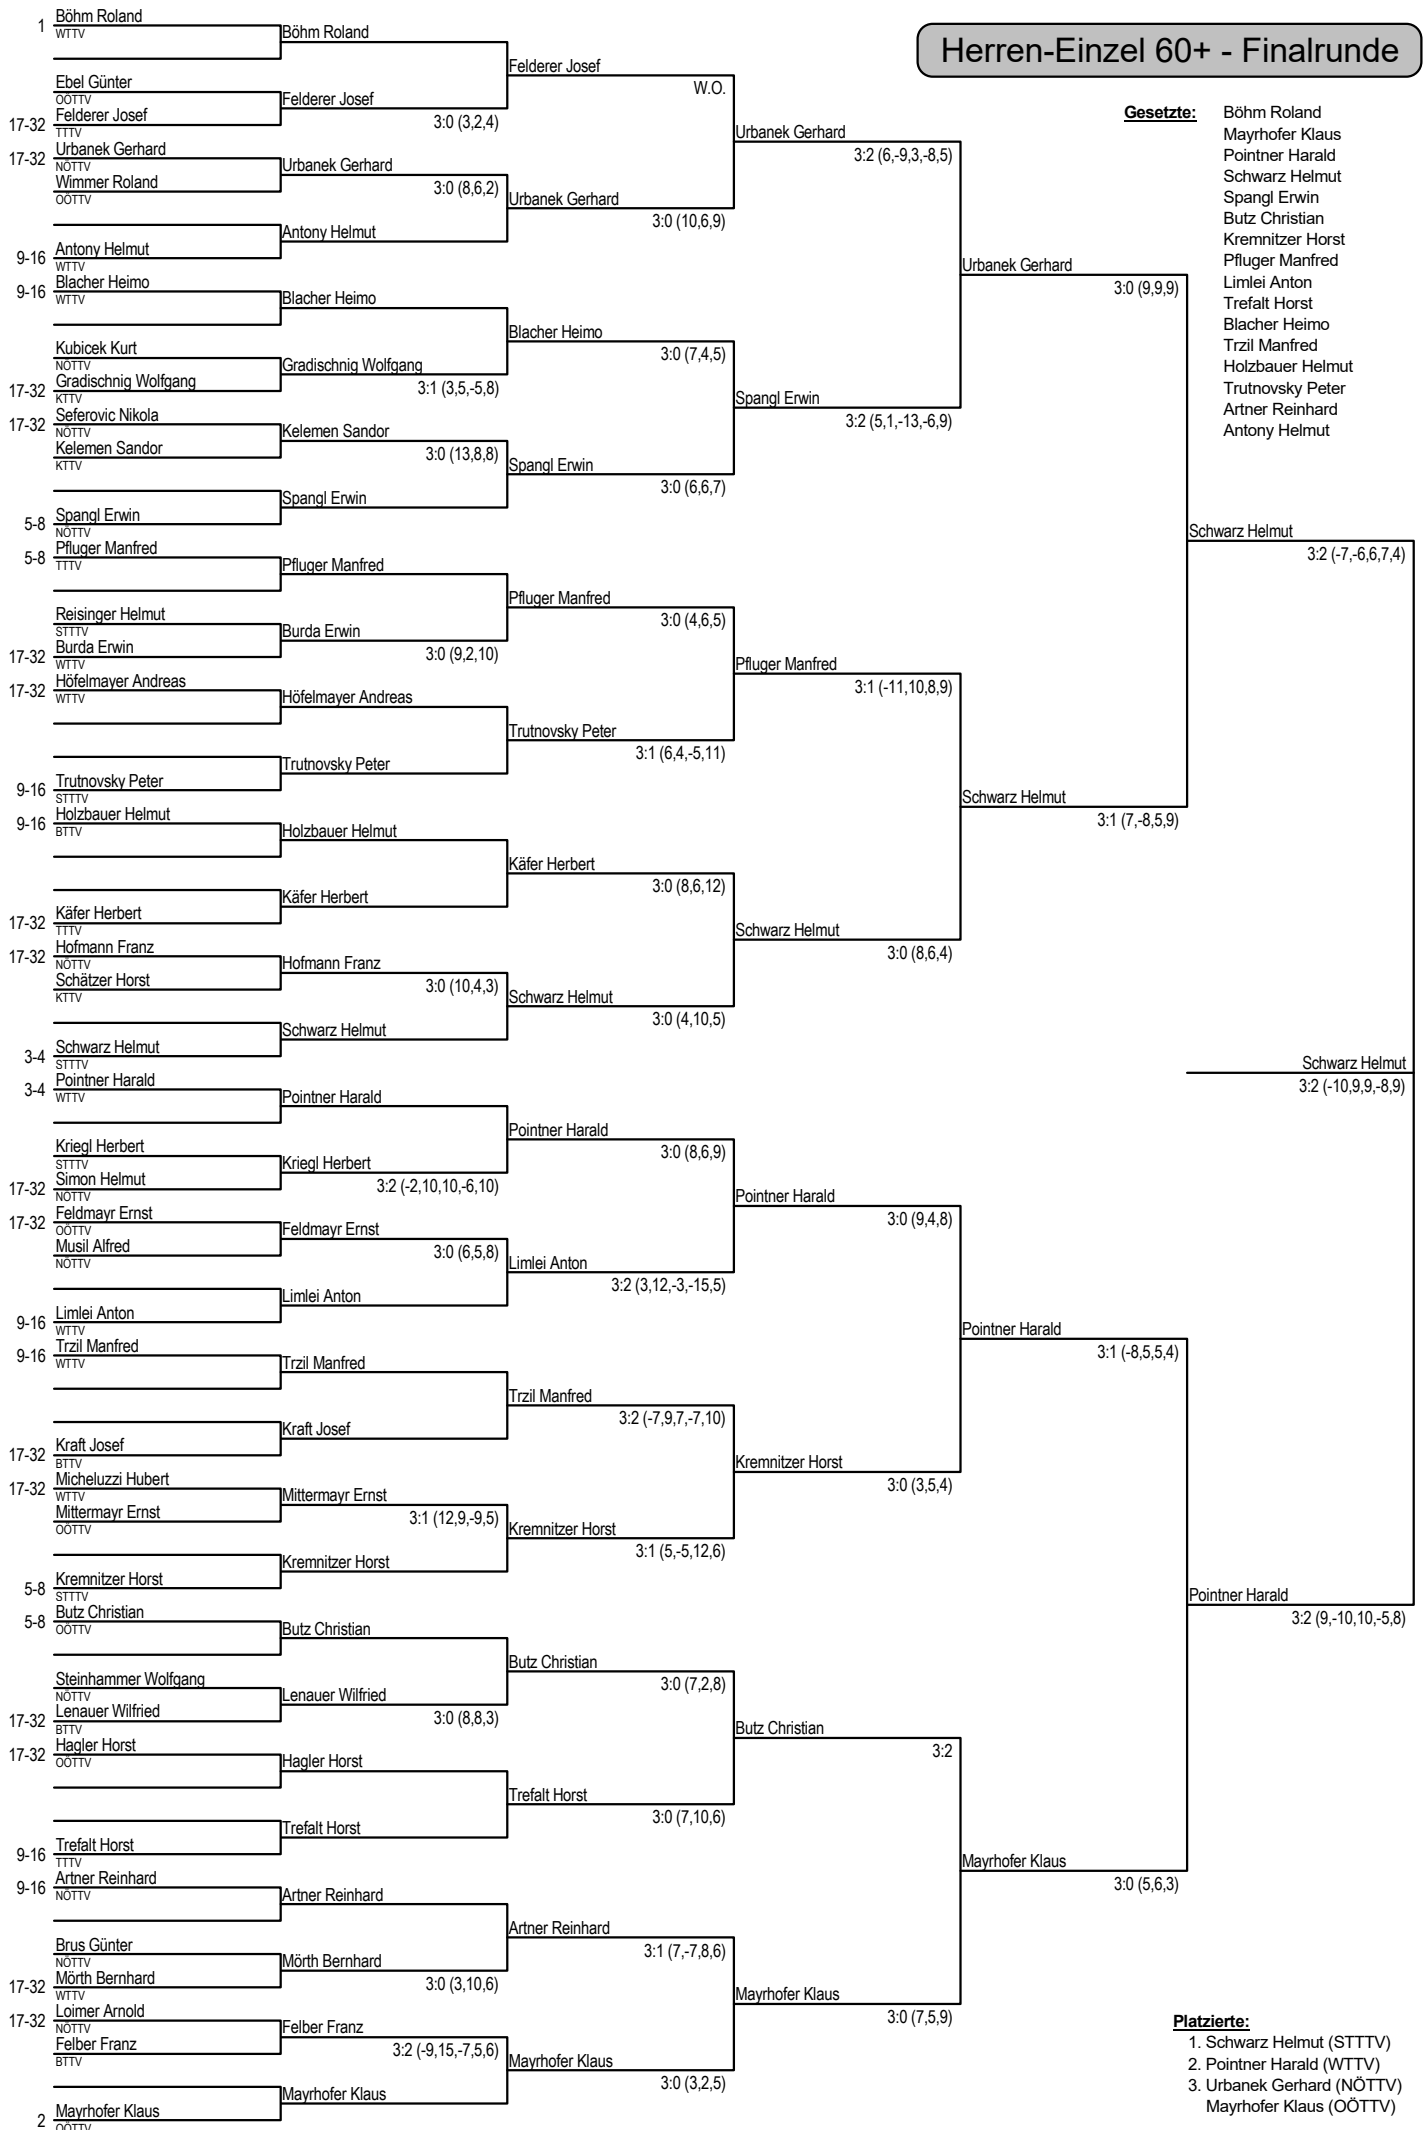 Herren-Einzel 60+ - Finalrunde
Gesetzte:
Böhm Roland
Mayrhofer Klaus
Pointner Harald
Schwarz Helmut
Spangl Erwin
Butz Christian
Kremnitzer Horst
Pfluger Manfred
Limlei Anton
Trefalt Horst
Blacher Heimo
Trzil Manfred
Holzbauer Helmut
Trutnovsky Peter
Artner Reinhard
Antony Helmut
1 Böhm Roland
WTTV
Ebel Günter
OÖTTV
17-32 Felderer Josef
TTTV
17-32 Urbanek Gerhard
NÖTTV
Wimmer Roland
OÖTTV
9-16 Antony Helmut
WTTV
9-16 Blacher Heimo
WTTV
Kubicek Kurt
NÖTTV
17-32 Gradischnig Wolfgang
KTTV
17-32 Seferovic Nikola
NÖTTV
Kelemen Sandor
KTTV
5-8 Spangl Erwin
NÖTTV
5-8 Pfluger Manfred
TTTV
Reisinger Helmut
STTTV
17-32 Burda Erwin
WTTV
17-32 Höfelmayer Andreas
WTTV
9-16 Trutnovsky Peter
STTTV
9-16 Holzbauer Helmut
BTTV
17-32 Käfer Herbert
TTTV
17-32 Hofmann Franz
NÖTTV
Schätzer Horst
KTTV
3-4 Schwarz Helmut
STTTV
3-4 Pointner Harald
WTTV
Kriegl Herbert
STTTV
17-32 Simon Helmut
NÖTTV
17-32 Feldmayr Ernst
OÖTTV
Musil Alfred
NÖTTV
9-16 Limlei Anton
WTTV
9-16 Trzil Manfred
WTTV
17-32 Kraft Josef
BTTV
17-32 Micheluzzi Hubert
WTTV
Mittermayr Ernst
OÖTTV
5-8 Kremnitzer Horst
STTTV
5-8 Butz Christian
OÖTTV
Steinhammer Wolfgang
NÖTTV
17-32 Lenauer Wilfried
BTTV
17-32 Hagler Horst
OÖTTV
9-16 Trefalt Horst
TTTV
9-16 Artner Reinhard
NÖTTV
Brus Günter
NÖTTV
17-32 Mörth Bernhard
WTTV
17-32 Loimer Arnold
NÖTTV
Felber Franz
BTTV
2 Mayrhofer Klaus
OÖTTV
Böhm Roland
Felderer Josef
3:0 (3,2,4)
Urbanek Gerhard
3:0 (8,6,2)
Antony Helmut
Blacher Heimo
Gradischnig Wolfgang
3:1 (3,5,-5,8)
Kelemen Sandor
3:0 (13,8,8)
Spangl Erwin
Pfluger Manfred
Burda Erwin
3:0 (9,2,10)
Höfelmayer Andreas
Trutnovsky Peter
Holzbauer Helmut
Käfer Herbert
Hofmann Franz
3:0 (10,4,3)
Schwarz Helmut
Pointner Harald
Kriegl Herbert
3:2 (-2,10,10,-6,10)
Feldmayr Ernst
3:0 (6,5,8)
Limlei Anton
Trzil Manfred
Kraft Josef
Mittermayr Ernst
3:1 (12,9,-9,5)
Kremnitzer Horst
Butz Christian
Lenauer Wilfried
3:0 (8,8,3)
Hagler Horst
Trefalt Horst
Artner Reinhard
Mörth Bernhard
3:0 (3,10,6)
Felber Franz
3:2 (-9,15,-7,5,6)
Mayrhofer Klaus
Felderer Josef
W.O.
Urbanek Gerhard
3:0 (10,6,9)
Blacher Heimo
3:0 (7,4,5)
Spangl Erwin
3:0 (6,6,7)
Pfluger Manfred
3:0 (4,6,5)
Trutnovsky Peter
3:1 (6,4,-5,11)
Käfer Herbert
3:0 (8,6,12)
Schwarz Helmut
3:0 (4,10,5)
Pointner Harald
3:0 (8,6,9)
Limlei Anton
3:2 (3,12,-3,-15,5)
Trzil Manfred
3:2 (-7,9,7,-7,10)
Kremnitzer Horst
3:1 (5,-5,12,6)
Butz Christian
3:0 (7,2,8)
Trefalt Horst
3:0 (7,10,6)
Artner Reinhard
3:1 (7,-7,8,6)
Mayrhofer Klaus
3:0 (3,2,5)
Urbanek Gerhard
3:2 (6,-9,3,-8,5)
Spangl Erwin
3:2 (5,1,-13,-6,9)
Pfluger Manfred
3:1 (-11,10,8,9)
Schwarz Helmut
3:0 (8,6,4)
Pointner Harald
3:0 (9,4,8)
Kremnitzer Horst
3:0 (3,5,4)
Butz Christian
3:2
Mayrhofer Klaus
3:0 (7,5,9)
Urbanek Gerhard
3:0 (9,9,9)
Schwarz Helmut
3:1 (7,-8,5,9)
Pointner Harald
3:1 (-8,5,5,4)
Mayrhofer Klaus
3:0 (5,6,3)
Schwarz Helmut
3:2 (-7,-6,6,7,4)
Pointner Harald
3:2 (9,-10,10,-5,8)
Schwarz Helmut
3:2 (-10,9,9,-8,9)
Platzierte:
1. Schwarz Helmut (STTTV)
2. Pointner Harald (WTTV)
3. Urbanek Gerhard (NÖTTV)
Mayrhofer Klaus (OÖTTV)